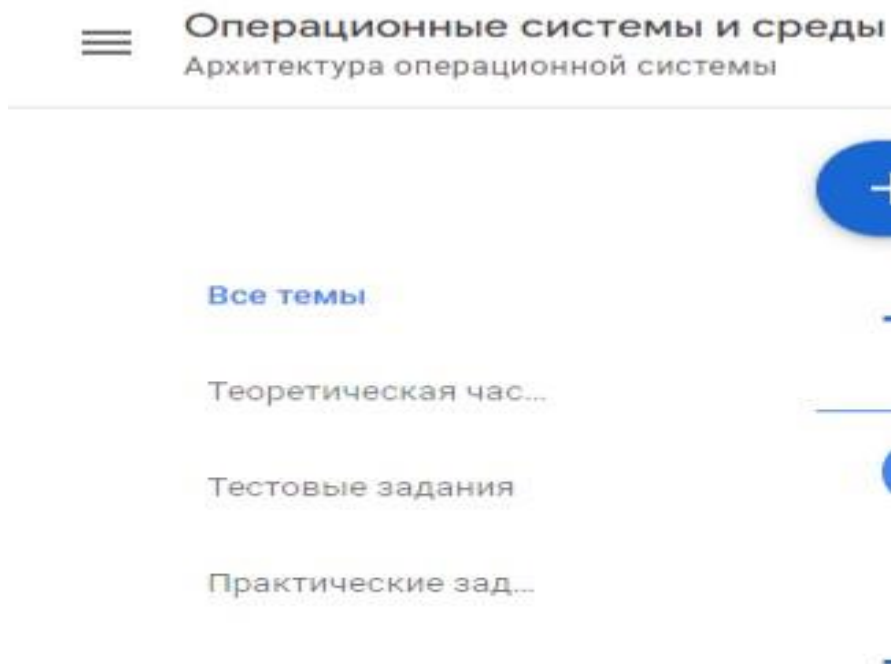 Операционные системы и среды
Архитектура операционной системы
Все темы
Теоретическая час...
Тестовые задания
Практические зад...